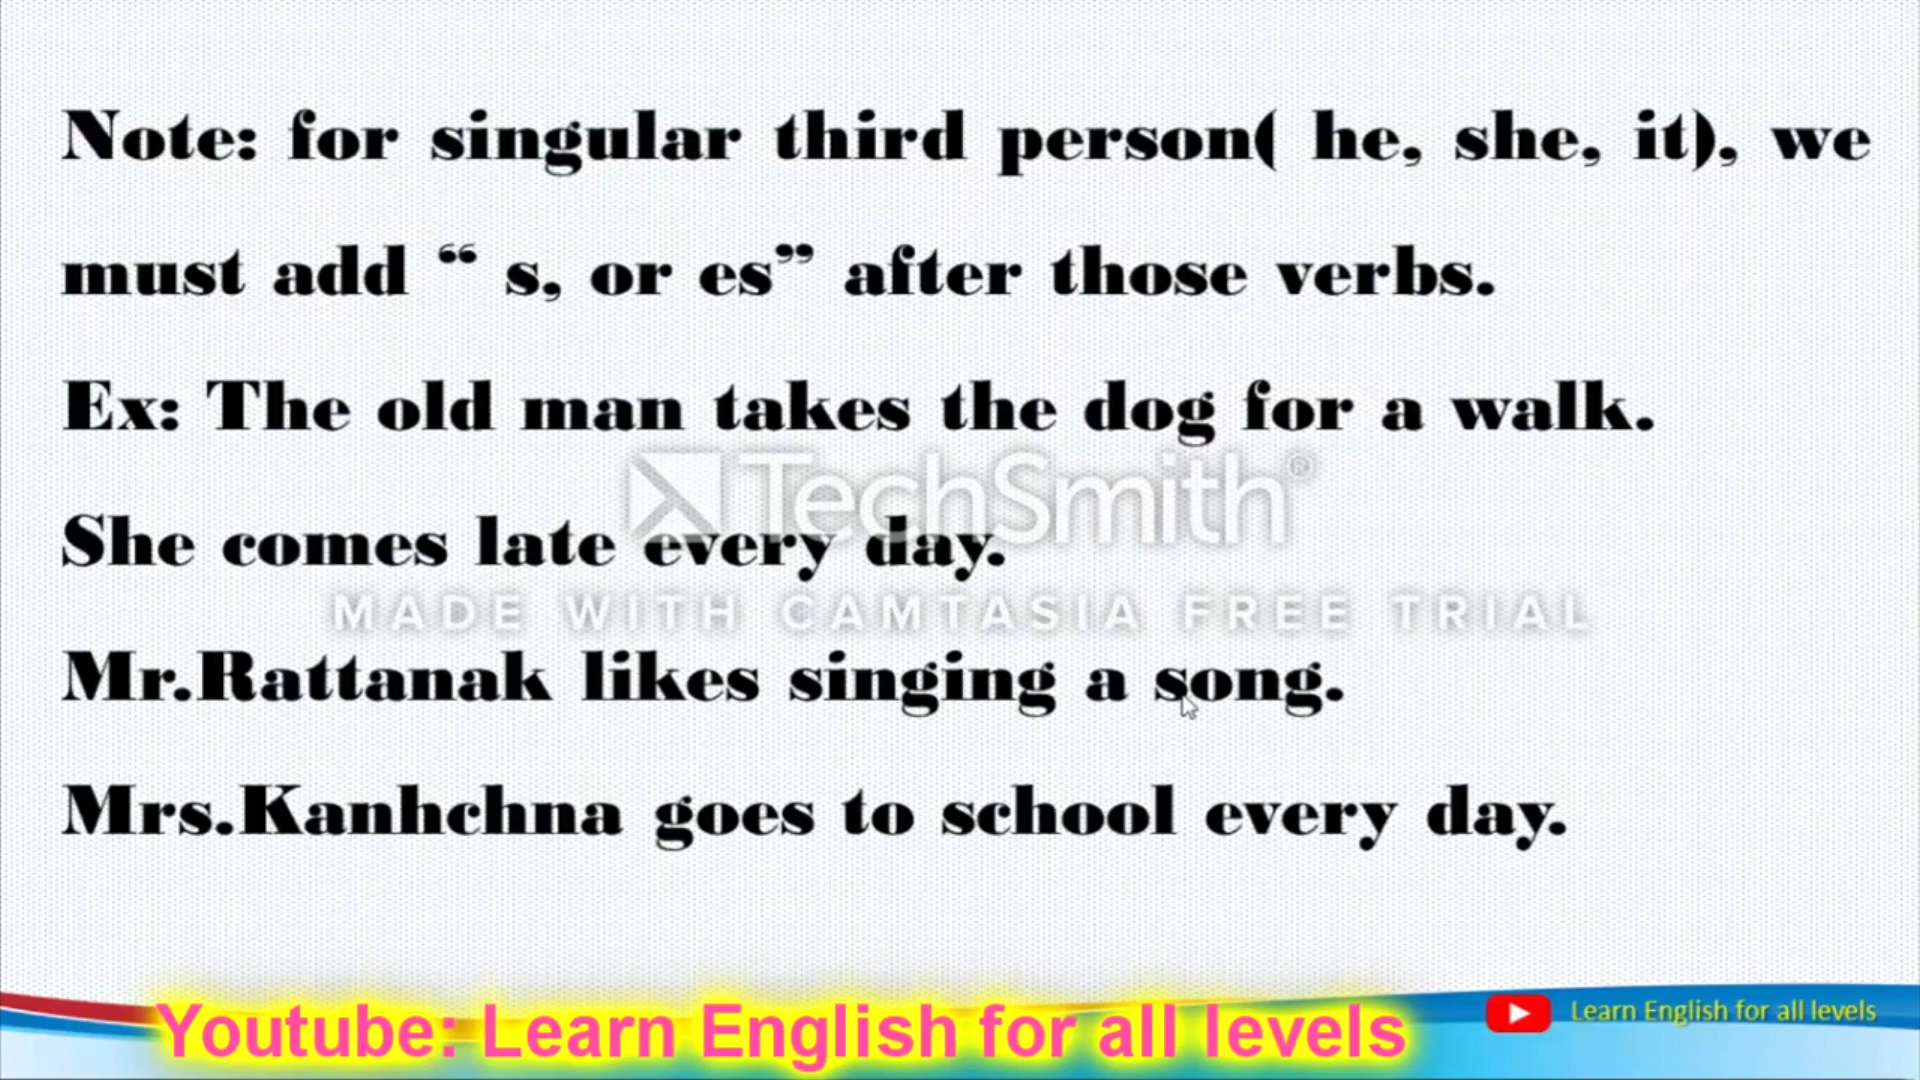 Note: for singular third person( he, she, it), we
must add “ s, or es” after those verbs.
Ex: The old man takes the dog for a walk.
TechSmith®
She comes late every day.
MADE WITH CAMTASIA FREE TRIAL
Mr.Rattanak likes singing a song.
Mrs.Kanhchna goes to school every day.
Youtube: Learn English for all levels
Learn English for all levels